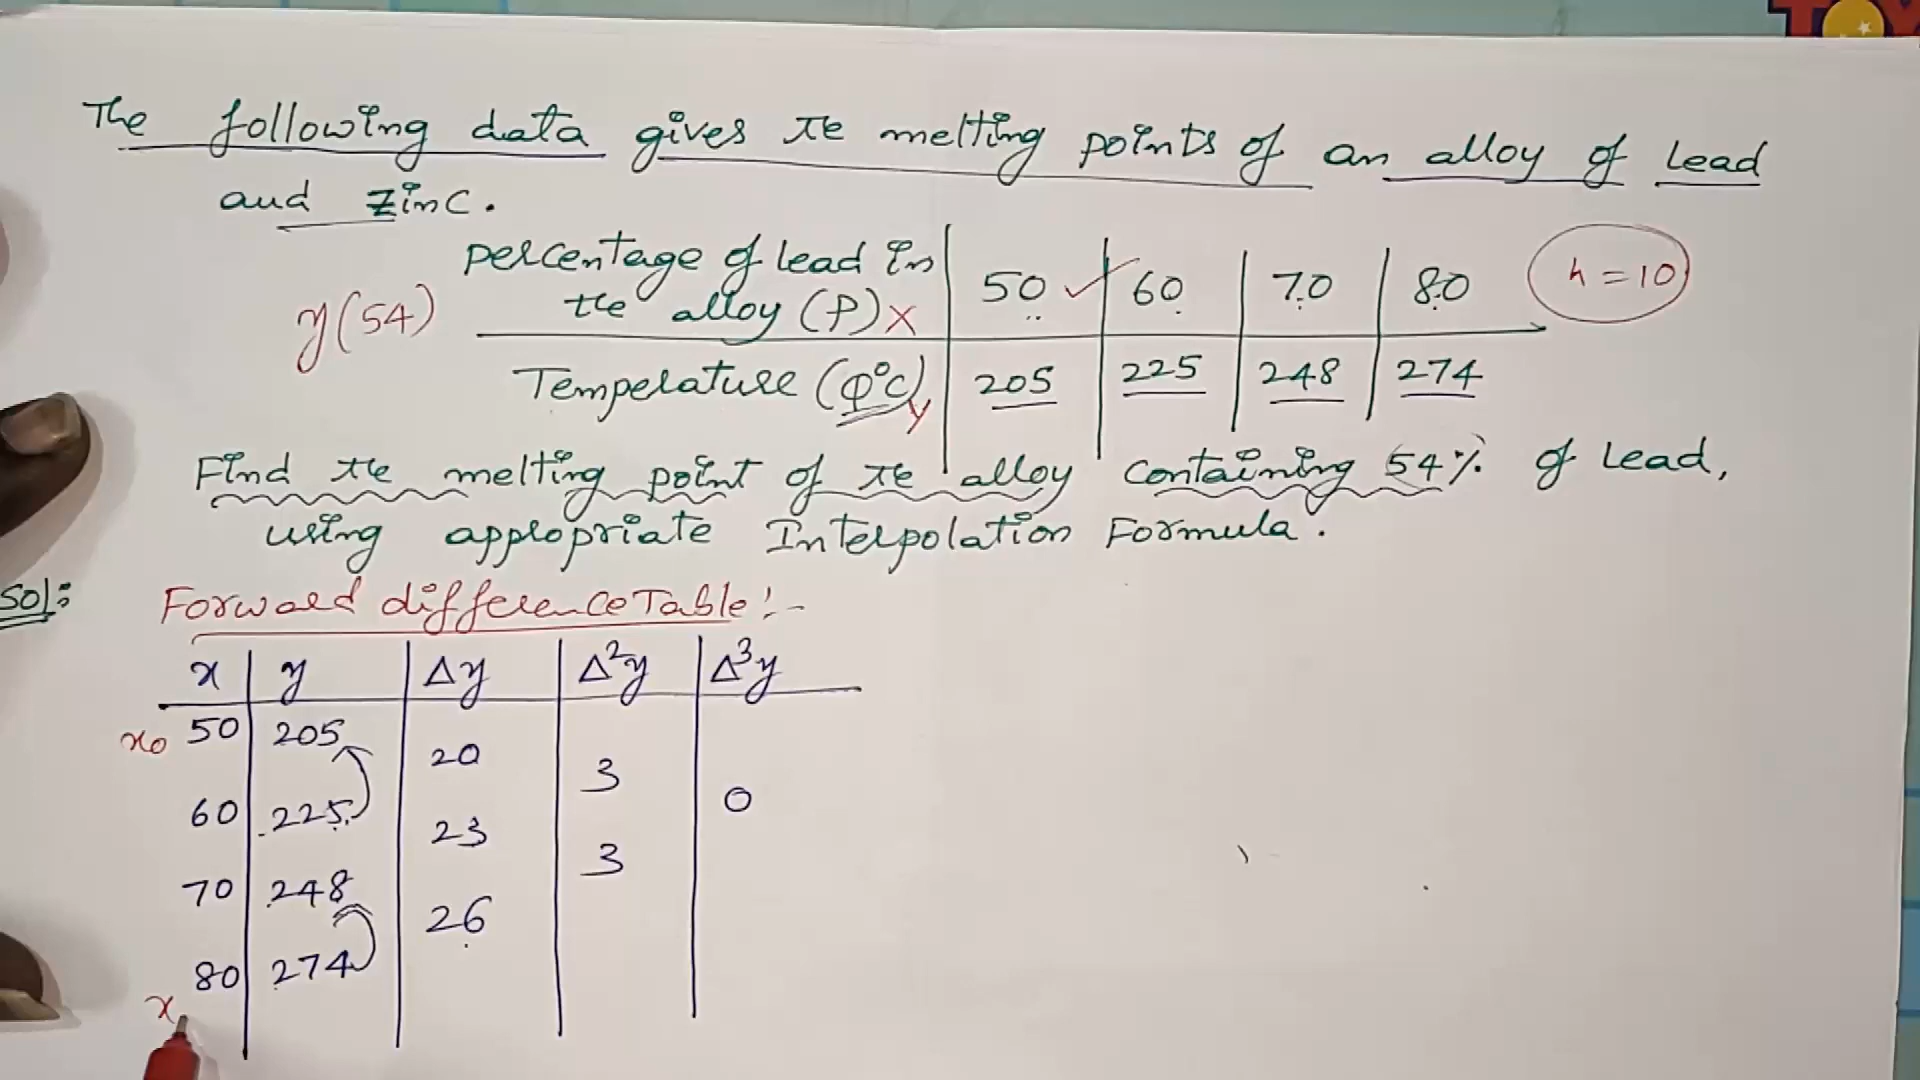 The following data gives the melting points of an alloy of lead
and zinc.
percentage of lead in
the alloy (P) X | 50 | 60 | 70 | 80
h = 10
y(54)
Temperature (Q°C) y | 205 | 225 | 248 | 274
Find the melting point of the alloy containing 54% of lead,
using appropriate Interpolation Formula.
Sol:
Forward difference Table:-
x | y | Δy | Δ²y | Δ³y
x₀ 50 | 205
20
3
60 | 225
0
23
3
70 | 248
26
80 | 274
x